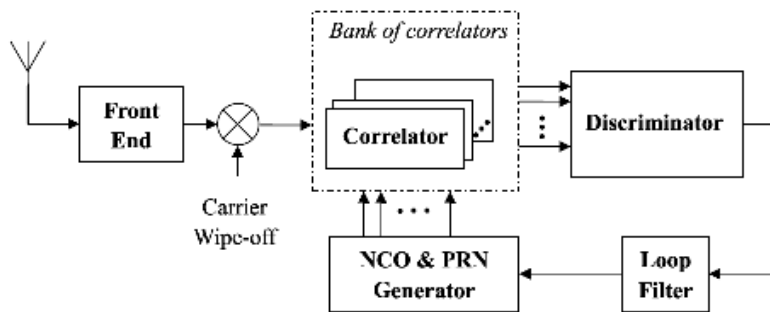 Bank of correlators
Front
End
Correlator
Discriminator
Carrier
Wipe-off
NCO & PRN
Generator
Loop
Filter